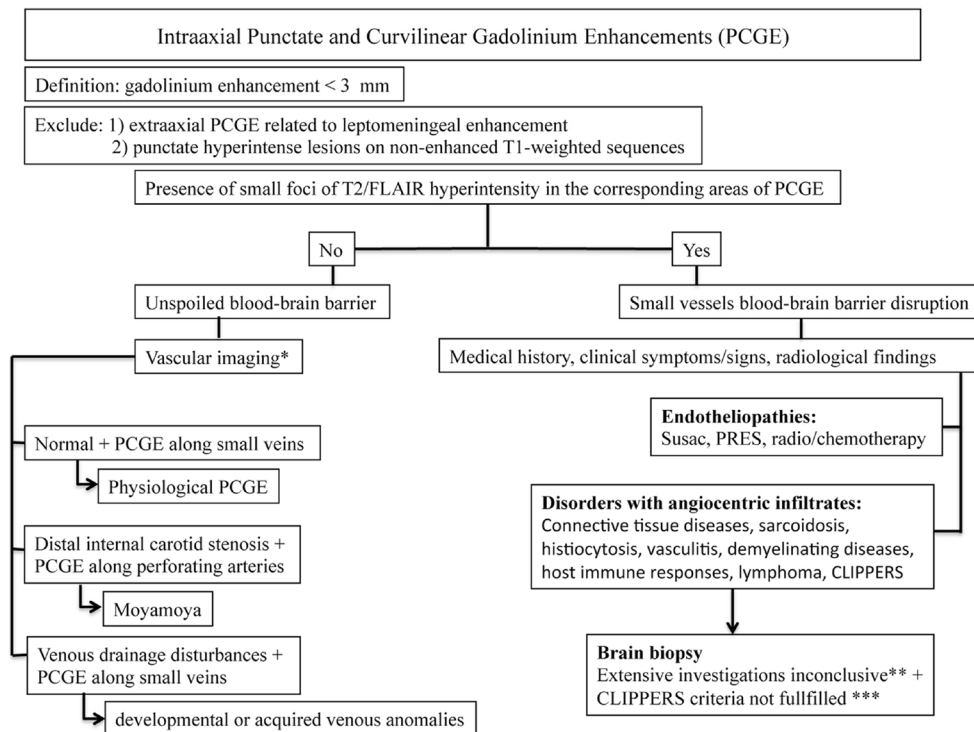 Intraaxial Punctate and Curvilinear Gadolinium Enhancements (PCGE)
Definition: gadolinium enhancement < 3 mm
Exclude: 1) extraaxial PCGE related to leptomeningeal enhancement
2) punctate hyperintense lesions on non-enhanced T1-weighted sequences
Presence of small foci of T2/FLAIR hyperintensity in the corresponding areas of PCGE
No
Yes
Unspoiled blood-brain barrier
Small vessels blood-brain barrier disruption
Vascular imaging*
Medical history, clinical symptoms/signs, radiological findings
Normal + PCGE along small veins
Physiological PCGE
Distal internal carotid stenosis +
PCGE along perforating arteries
Moyamoya
Venous drainage disturbances +
PCGE along small veins
developmental or acquired venous anomalies
Endotheliopathies:
Susac, PRES, radio/chemotherapy
Disorders with angiocentric infiltrates:
Connective tissue diseases, sarcoidosis,
histiocytosis, vasculitis, demyelinating diseases,
host immune responses, lymphoma, CLIPPERS
Brain biopsy
Extensive investigations inconclusive** +
CLIPPERS criteria not fullfilled ***